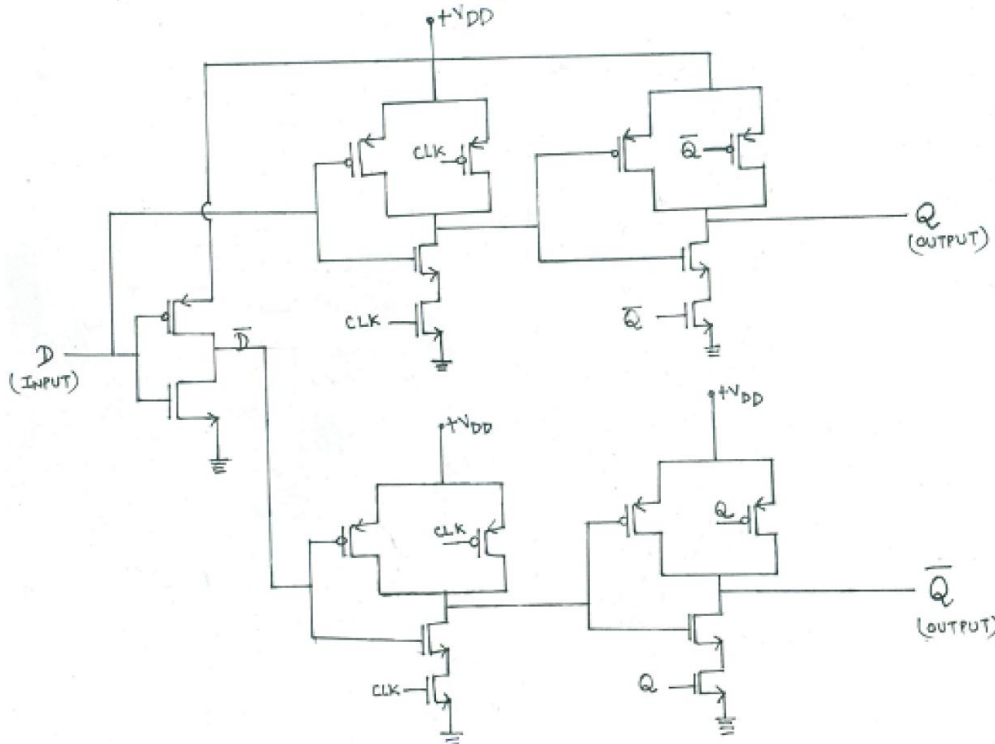 +VDD
CLK
Q̅
Q
(OUTPUT)
CLK
Q̅
D̅
D
(INPUT)
+VDD
+VDD
CLK
Q
Q̅
(OUTPUT)
CLK
Q